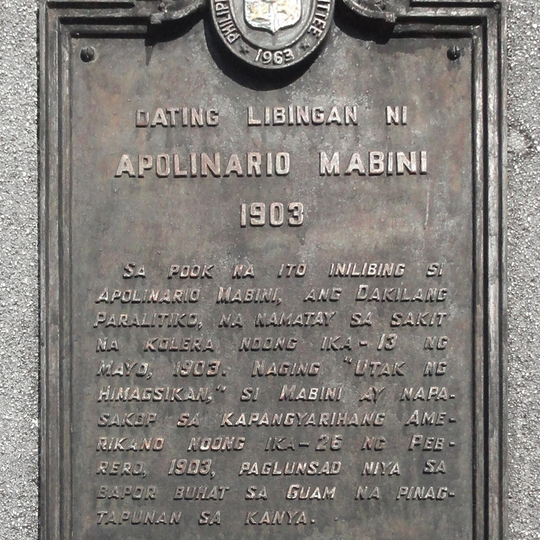 1963
DATING LIBINGAN NI
APOLINARIO MABINI
1903
SA POOK NA ITO INILIBING SI
APOLINARIO MABINI, ANG DAKILANG
PARALITIKO, NA NAMATAY SA SAKIT
NA KOLERA NOONG IKA-13 NG
MAYO, 1903. NAGING "UTAK NG
HIMAGSIKAN," SI MABINI AY NAPA-
SAKOP SA KAPANGYARIHANG AME-
RIKANO NOONG IKA-26 NG PEB-
RERO, 1903, PAGLUNSAD NIYA SA
BAPOR BUHAT SA GUAM NA PINAG-
TAPUNAN SA KANYA.